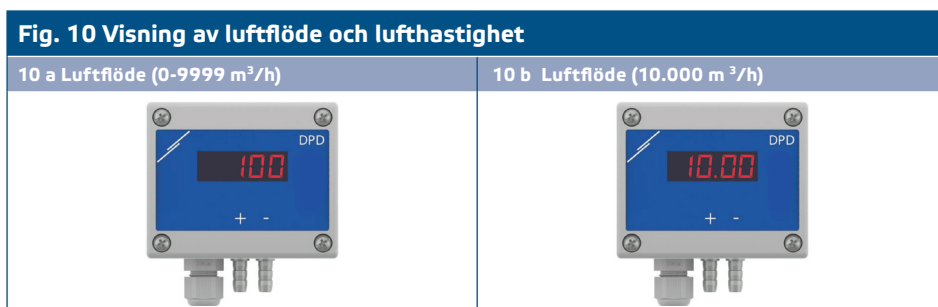 Fig. 10 Visning av luftflöde och lufthastighet
10 a Luftflöde (0-9999 m³/h)
10 b Luftflöde (10.000 m ³/h)
DPD
100
+ -
DPD
10.00
+ -